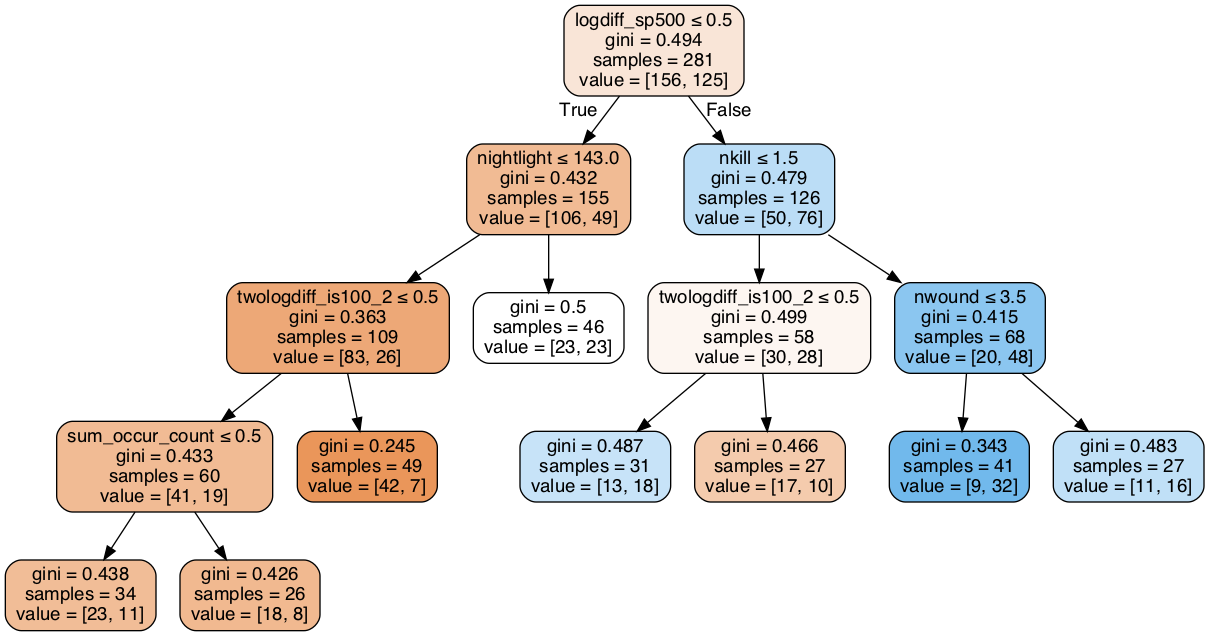 logdiff_sp500 ≤ 0.5
gini = 0.494
samples = 281
value = [156, 125]
True
False
nightlight ≤ 143.0
gini = 0.432
samples = 155
value = [106, 49]
nkill ≤ 1.5
gini = 0.479
samples = 126
value = [50, 76]
twologdiff_is100_2 ≤ 0.5
gini = 0.363
samples = 109
value = [83, 26]
gini = 0.5
samples = 46
value = [23, 23]
twologdiff_is100_2 ≤ 0.5
gini = 0.499
samples = 58
value = [30, 28]
nwound ≤ 3.5
gini = 0.415
samples = 68
value = [20, 48]
sum_occur_count ≤ 0.5
gini = 0.433
samples = 60
value = [41, 19]
gini = 0.245
samples = 49
value = [42, 7]
gini = 0.487
samples = 31
value = [13, 18]
gini = 0.466
samples = 27
value = [17, 10]
gini = 0.343
samples = 41
value = [9, 32]
gini = 0.483
samples = 27
value = [11, 16]
gini = 0.438
samples = 34
value = [23, 11]
gini = 0.426
samples = 26
value = [18, 8]